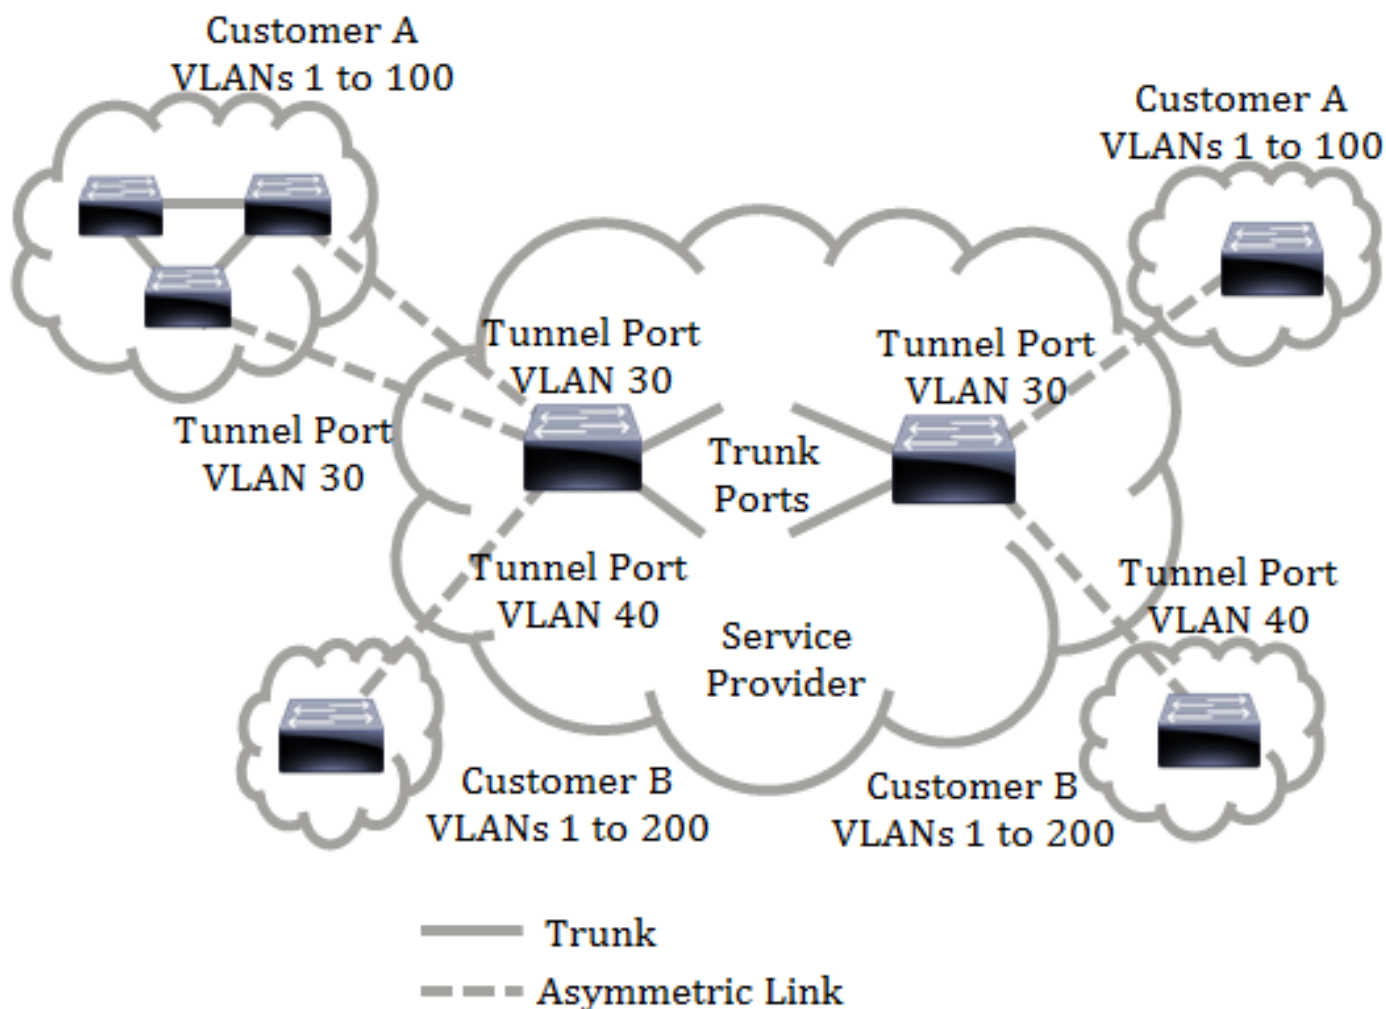 Customer A
VLANs 1 to 100
Customer A
VLANs 1 to 100
Tunnel Port
VLAN 30
Tunnel Port
VLAN 30
Tunnel Port
VLAN 30
Trunk
Ports
Tunnel Port
VLAN 40
Tunnel Port
VLAN 40
Service
Provider
Customer B
VLANs 1 to 200
Customer B
VLANs 1 to 200
Trunk
Asymmetric Link